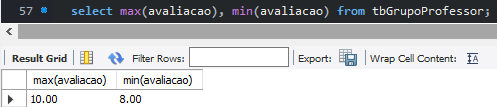 57 select max(avaliacao), min(avaliacao) from tbGrupoProfessor;
Result Grid Filter Rows: Export: Wrap Cell Content:
max(avaliacao) min(avaliacao)
10.00 8.00